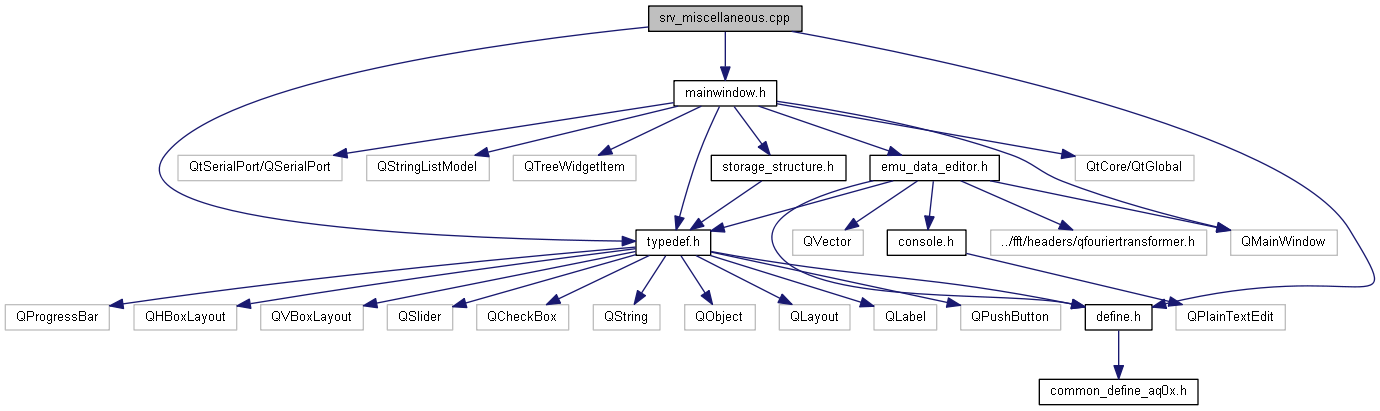 srv_miscellaneous.cpp
mainwindow.h
QtSerialPort/QSerialPort
QStringListModel
QTreeWidgetItem
storage_structure.h
emu_data_editor.h
QtCore/QtGlobal
typedef.h
QVector
console.h
../fft/headers/qfouriertransformer.h
QMainWindow
QProgressBar
QHBoxLayout
QVBoxLayout
QSlider
QCheckBox
QString
QObject
QLayout
QLabel
QPushButton
define.h
QPlainTextEdit
common_define_aq0x.h